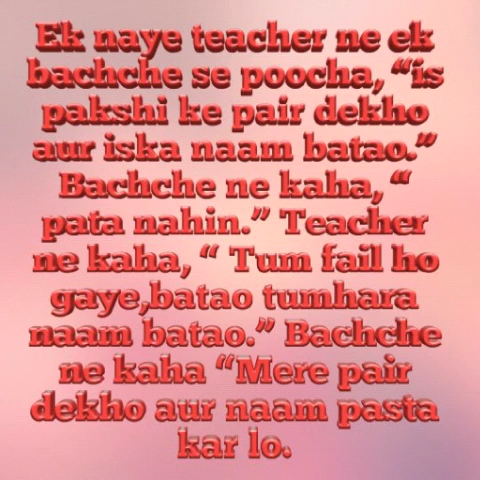 Ek naye teacher ne ek
bachche se poocha, “is
pakshi ke pair dekho
aur iska naam batao.”
Bachche ne kaha, “
pata nahin.” Teacher
ne kaha, “ Tum fail ho
gaye,batao tumhara
naam batao.” Bachche
ne kaha “Mere pair
dekho aur naam pasta
kar lo.